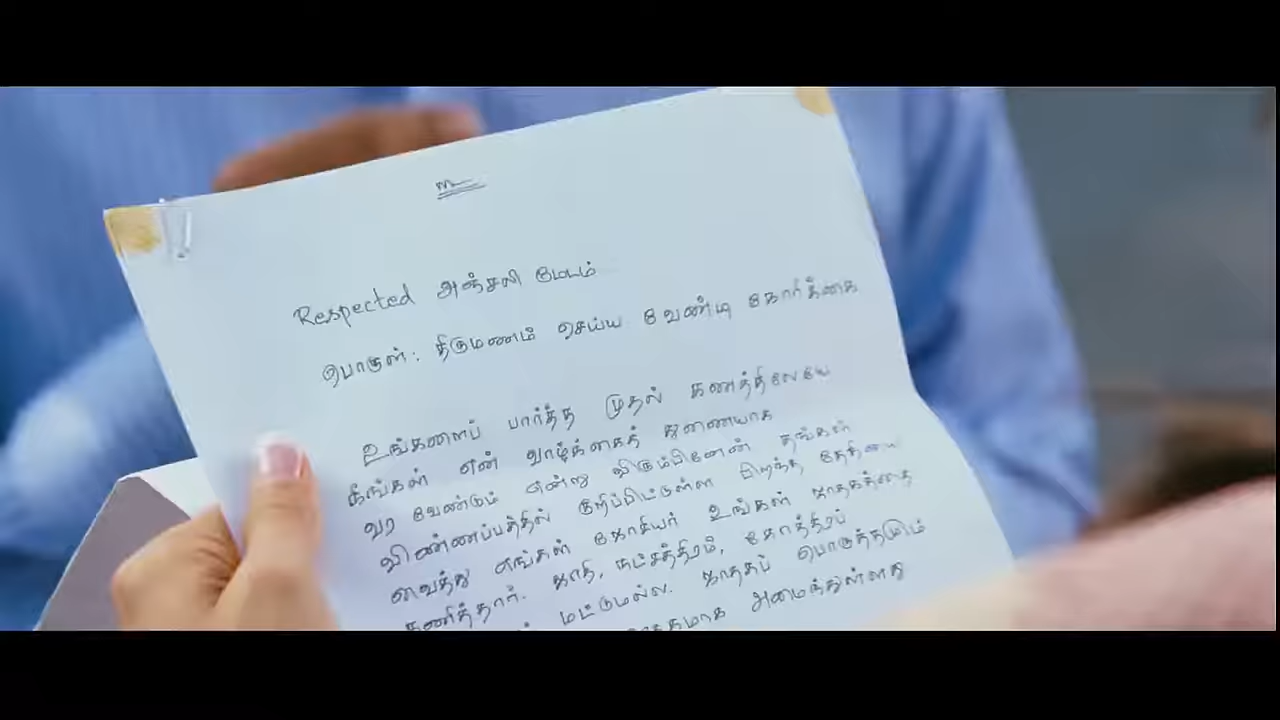 உ
Respected அஞ்சலி மேடம்
பொருள்: திருமணம் செய்ய வேண்டி கோரிக்கை
உங்களைப் பார்த்த முதல் கணத்திலேயே
நீங்கள் என் வாழ்க்கைத் துணையாக
வர வேண்டும் என்று விரும்பினேன் தங்கள்
விண்ணப்பத்தில் குறிப்பிட்டுள்ள பிறந்த தேதியை
வைத்து எங்கள் ஜோசியர் உங்கள் ஜாதகத்தை
கணித்தார். ஜாதி, நட்சத்திரம், கோத்திரப்
மட்டுமல்ல. ஜாதகப் பொருத்தமும்
அமைந்துள்ளது